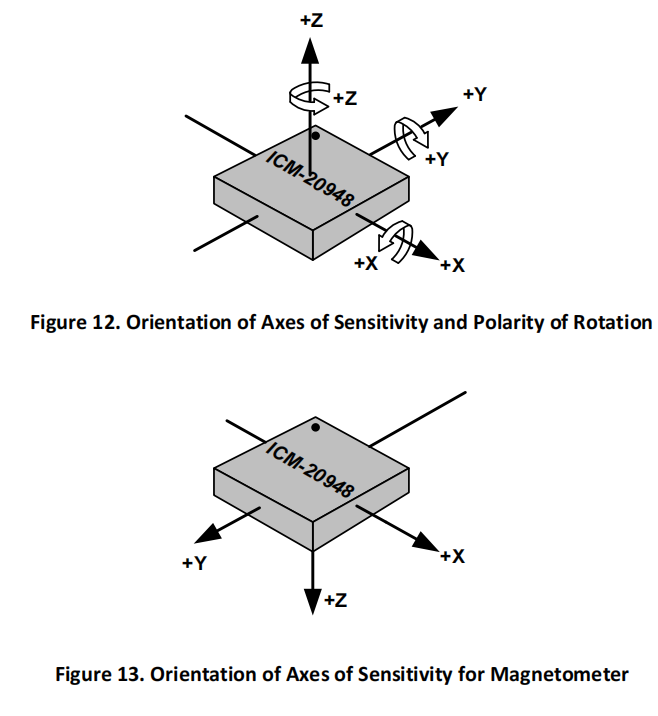 +Z
+Z
+Y
+Y
ICM-20948
+X
+X
Figure 12. Orientation of Axes of Sensitivity and Polarity of Rotation
ICM-20948
+Y
+X
+Z
Figure 13. Orientation of Axes of Sensitivity for Magnetometer